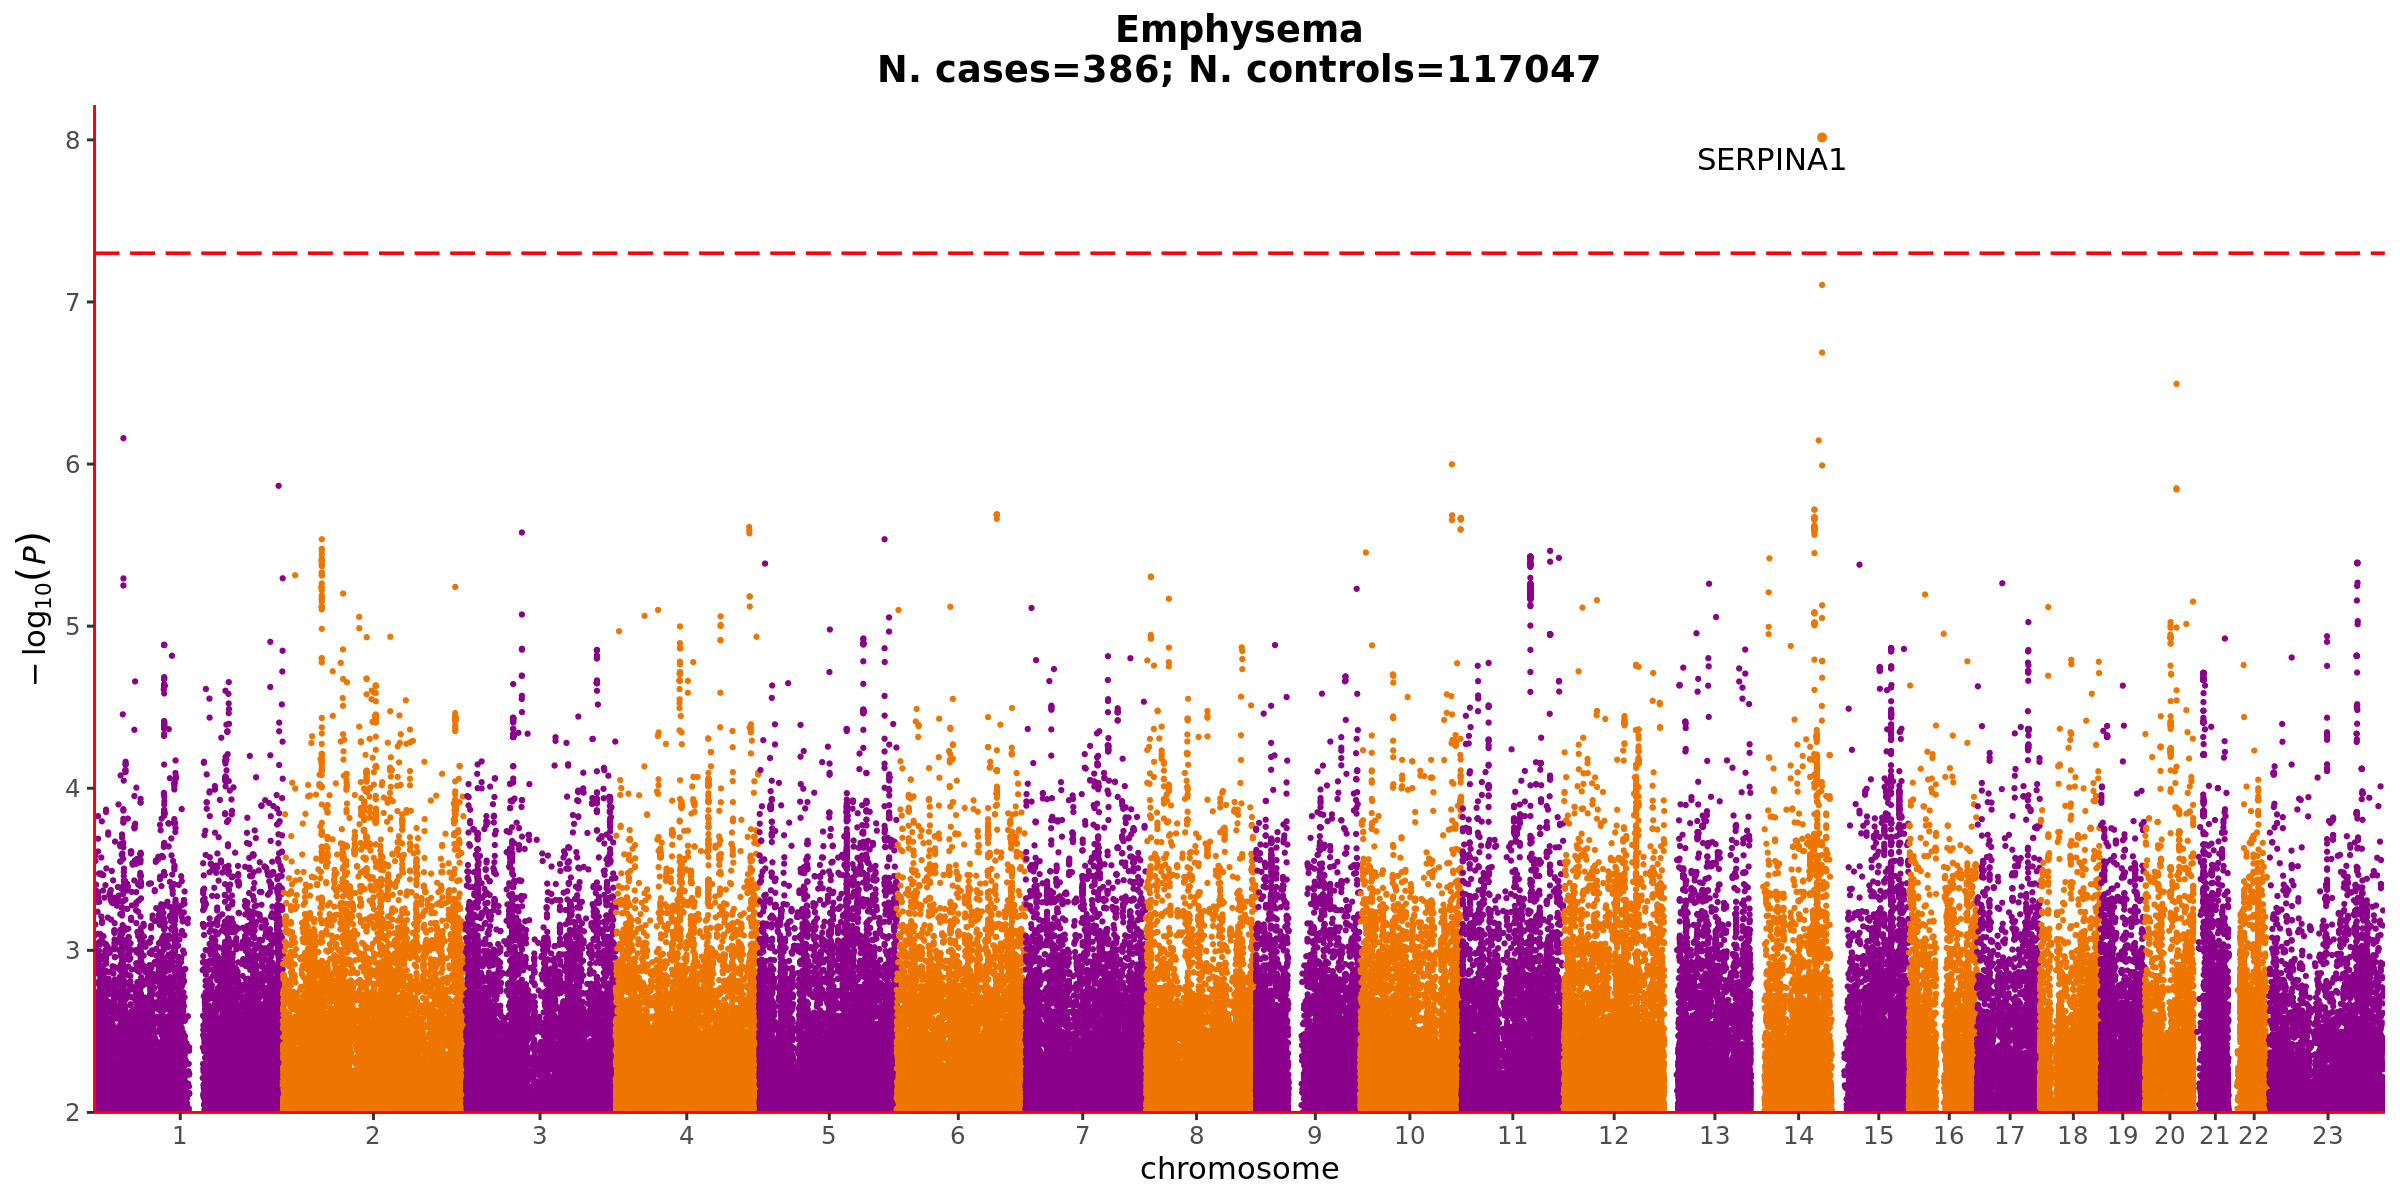 Emphysema
N. cases=386; N. controls=117047
8
SERPINA1
7
6
5
4
3
2
−log10(P)
1 2 3 4 5 6 7 8 9 10 11 12 13 14 15 16 17 18 19 20 21 22 23
chromosome